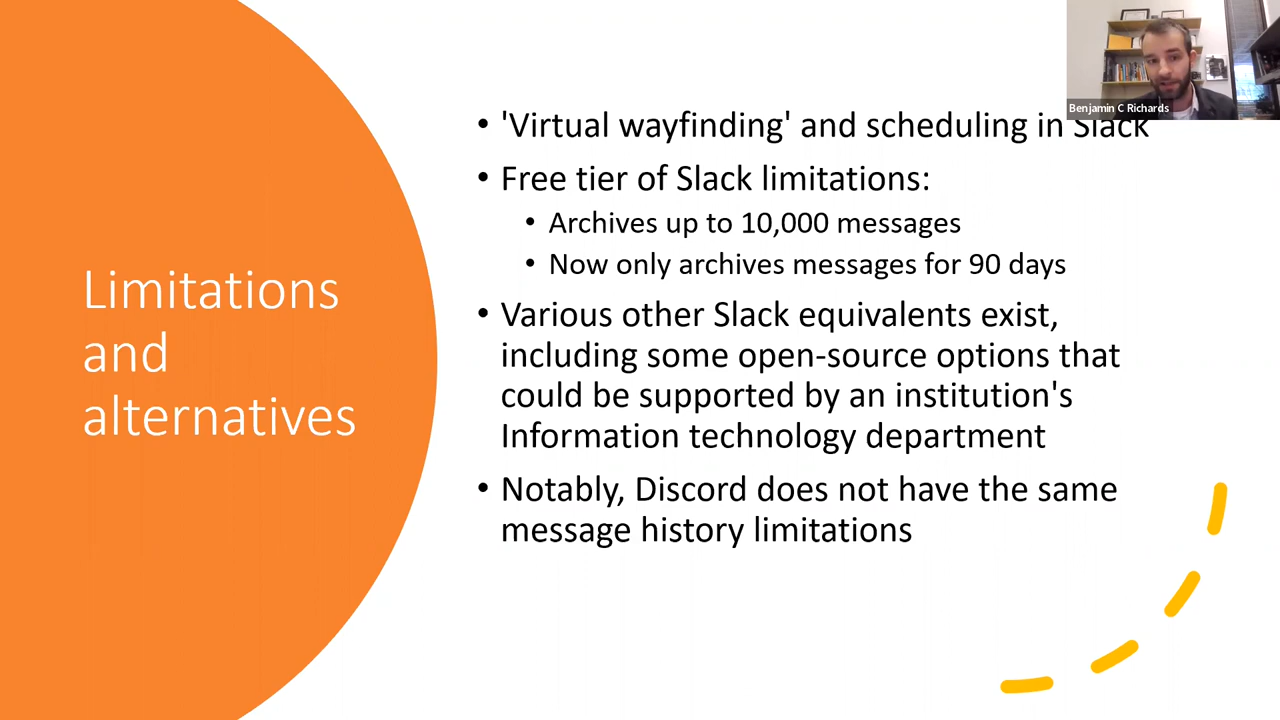 Benjamin C Richards
• 'Virtual wayfinding' and scheduling in Slack
• Free tier of Slack limitations:
• Archives up to 10,000 messages
• Now only archives messages for 90 days
Limitations
and
alternatives
• Various other Slack equivalents exist,
including some open-source options that
could be supported by an institution's
Information technology department
• Notably, Discord does not have the same
message history limitations